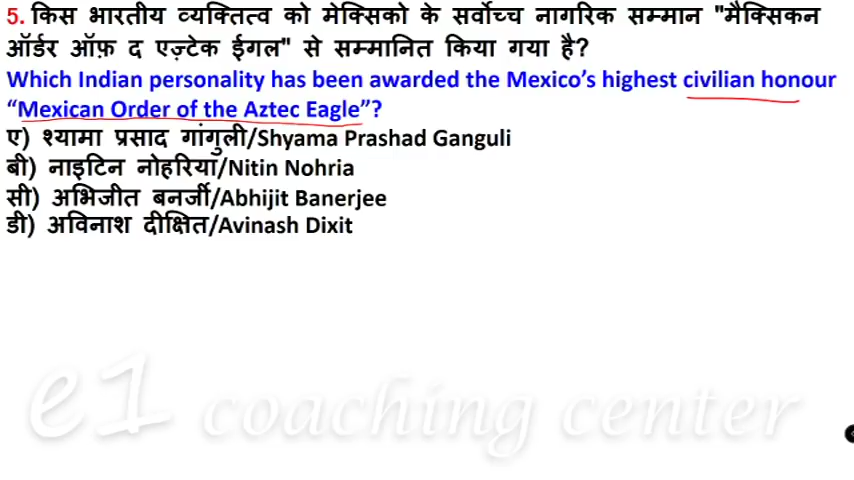 5. किस भारतीय व्यक्तित्व को मेक्सिको के सर्वोच्च नागरिक सम्मान "मैक्सिकन
ऑर्डर ऑफ़ द एज़्टेक ईगल" से सम्मानित किया गया है?
Which Indian personality has been awarded the Mexico's highest civilian honour
“Mexican Order of the Aztec Eagle”?
ए) श्यामा प्रसाद गांगुली/Shyama Prashad Ganguli
बी) नाइटिन नोहरिया/Nitin Nohria
सी) अभिजीत बनर्जी/Abhijit Banerjee
डी) अविनाश दीक्षित/Avinash Dixit
e1 coaching center